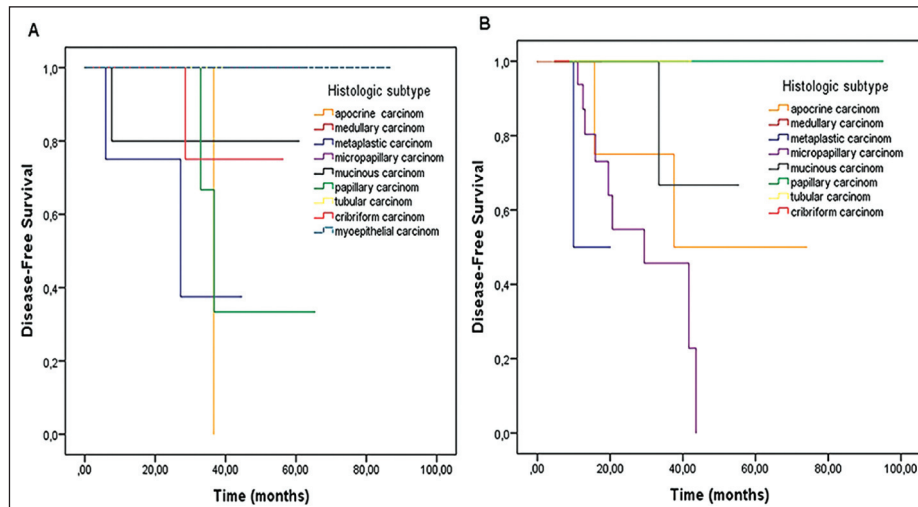 A
Disease-Free Survival
1,0
0,8
0,6
0,4
0,2
0,0
Histologic subtype
apocrine carcinom
medullary carcinom
metaplastic carcinom
micropapillary carcinom
mucinous carcinom
papillary carcinom
tubular carcinom
cribriform carcinom
myoepithelial carcinom
,00
20,00
40,00
60,00
80,00
100,00
Time (months)
B
Disease-Free Survival
1,0
0,8
0,6
0,4
0,2
0,0
Histologic subtype
apocrine carcinom
medullary carcinom
metaplastic carcinom
micropapillary carcinom
mucinous carcinom
papillary carcinom
tubular carcinom
cribriform carcinom
,00
20,00
40,00
60,00
80,00
100,00
Time (months)